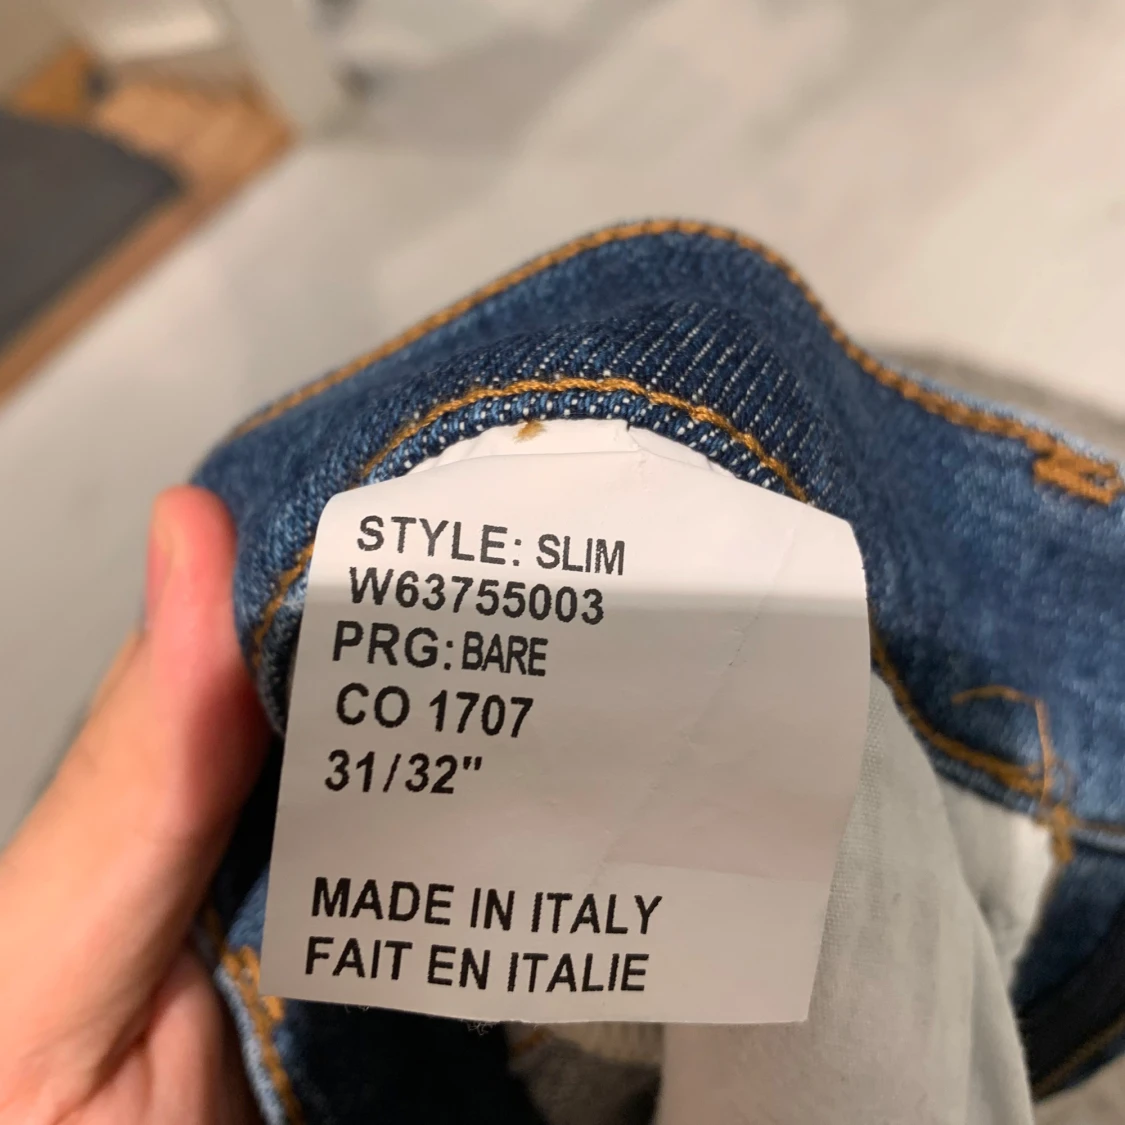 STYLE: SLIM
W63755003
PRG: BARE
CO 1707
31/32"
MADE IN ITALY
FAIT EN ITALIE